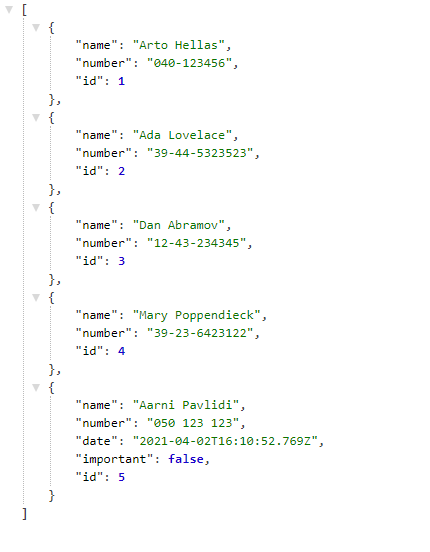 [
{
"name": "Arto Hellas",
"number": "040-123456",
"id": 1
},
{
"name": "Ada Lovelace",
"number": "39-44-5323523",
"id": 2
},
{
"name": "Dan Abramov",
"number": "12-43-234345",
"id": 3
},
{
"name": "Mary Poppendieck",
"number": "39-23-6423122",
"id": 4
},
{
"name": "Aarni Pavlidi",
"number": "050 123 123",
"date": "2021-04-02T16:10:52.769Z",
"important": false,
"id": 5
}
]